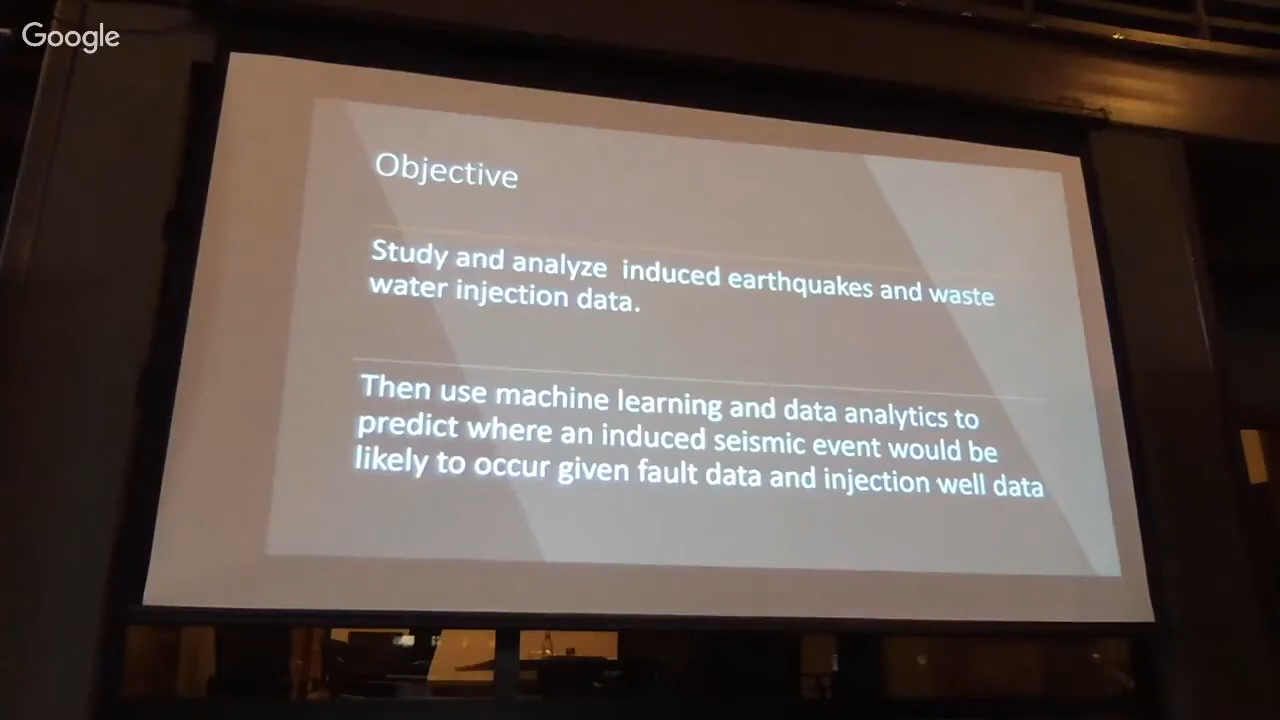 Google
Objective
Study and analyze induced earthquakes and waste
water injection data.
Then use machine learning and data analytics to
predict where an induced seismic event would be
likely to occur given fault data and injection well data